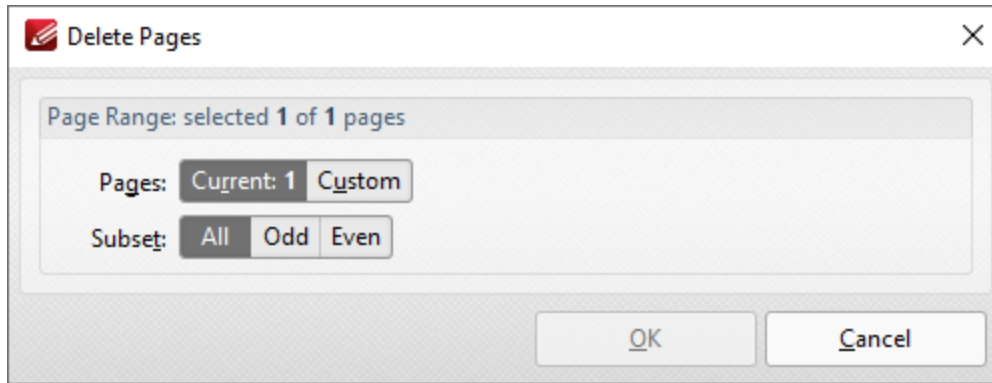 Delete Pages
Page Range: selected 1 of 1 pages
Pages: Current: 1 Custom
Subset: All Odd Even
OK Cancel